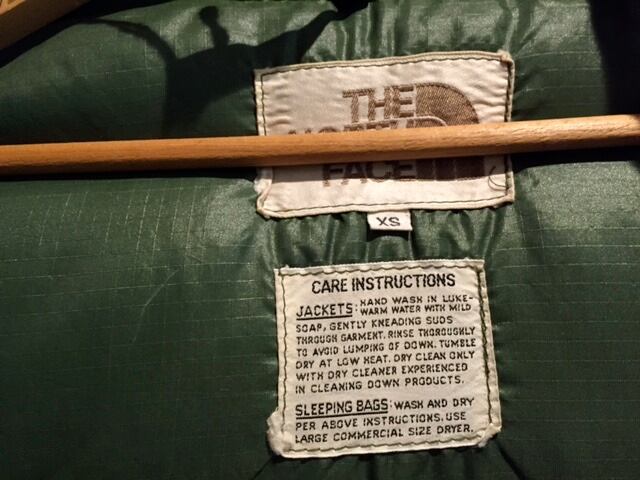 THE
NORTH
FACE
XS
CARE INSTRUCTIONS
JACKETS: HAND WASH IN LUKE-
WARM WATER WITH MILD
SOAP, GENTLY KNEADING SUDS
THROUGH GARMENT. RINSE THOROUGHLY
TO AVOID LUMPING OF DOWN. TUMBLE
DRY AT LOW HEAT. DRY CLEAN ONLY
WITH DRY CLEANER EXPERIENCED
IN CLEANING DOWN PRODUCTS.
SLEEPING BAGS: WASH AND DRY
PER ABOVE INSTRUCTIONS. USE
LARGE COMMERCIAL SIZE DRYER.